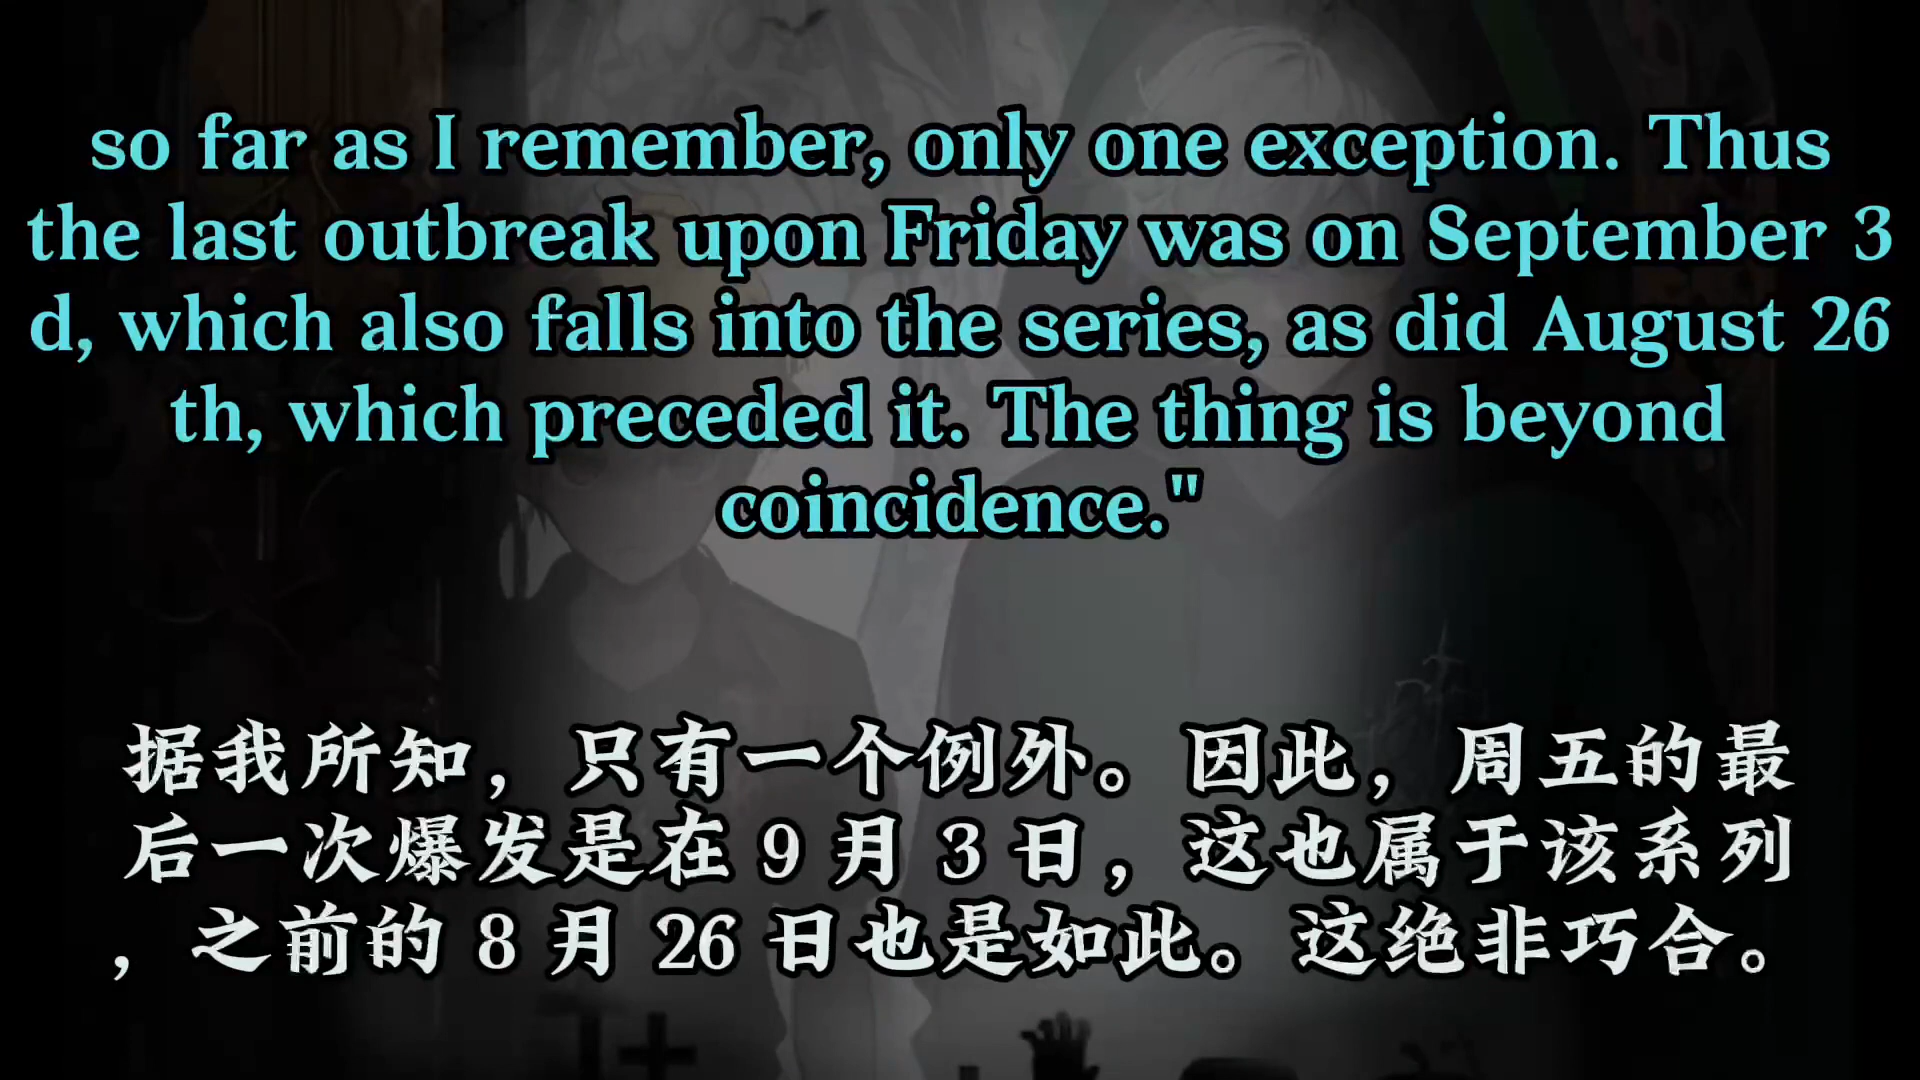 so far as I remember, only one exception. Thus
the last outbreak upon Friday was on September 3
d, which also falls into the series, as did August 26
th, which preceded it. The thing is beyond
coincidence."
据我所知，只有一个例外。因此，周五的最
后一次爆发是在 9 月 3 日，这也属于该系列
，之前的 8 月 26 日也是如此。这绝非巧合。